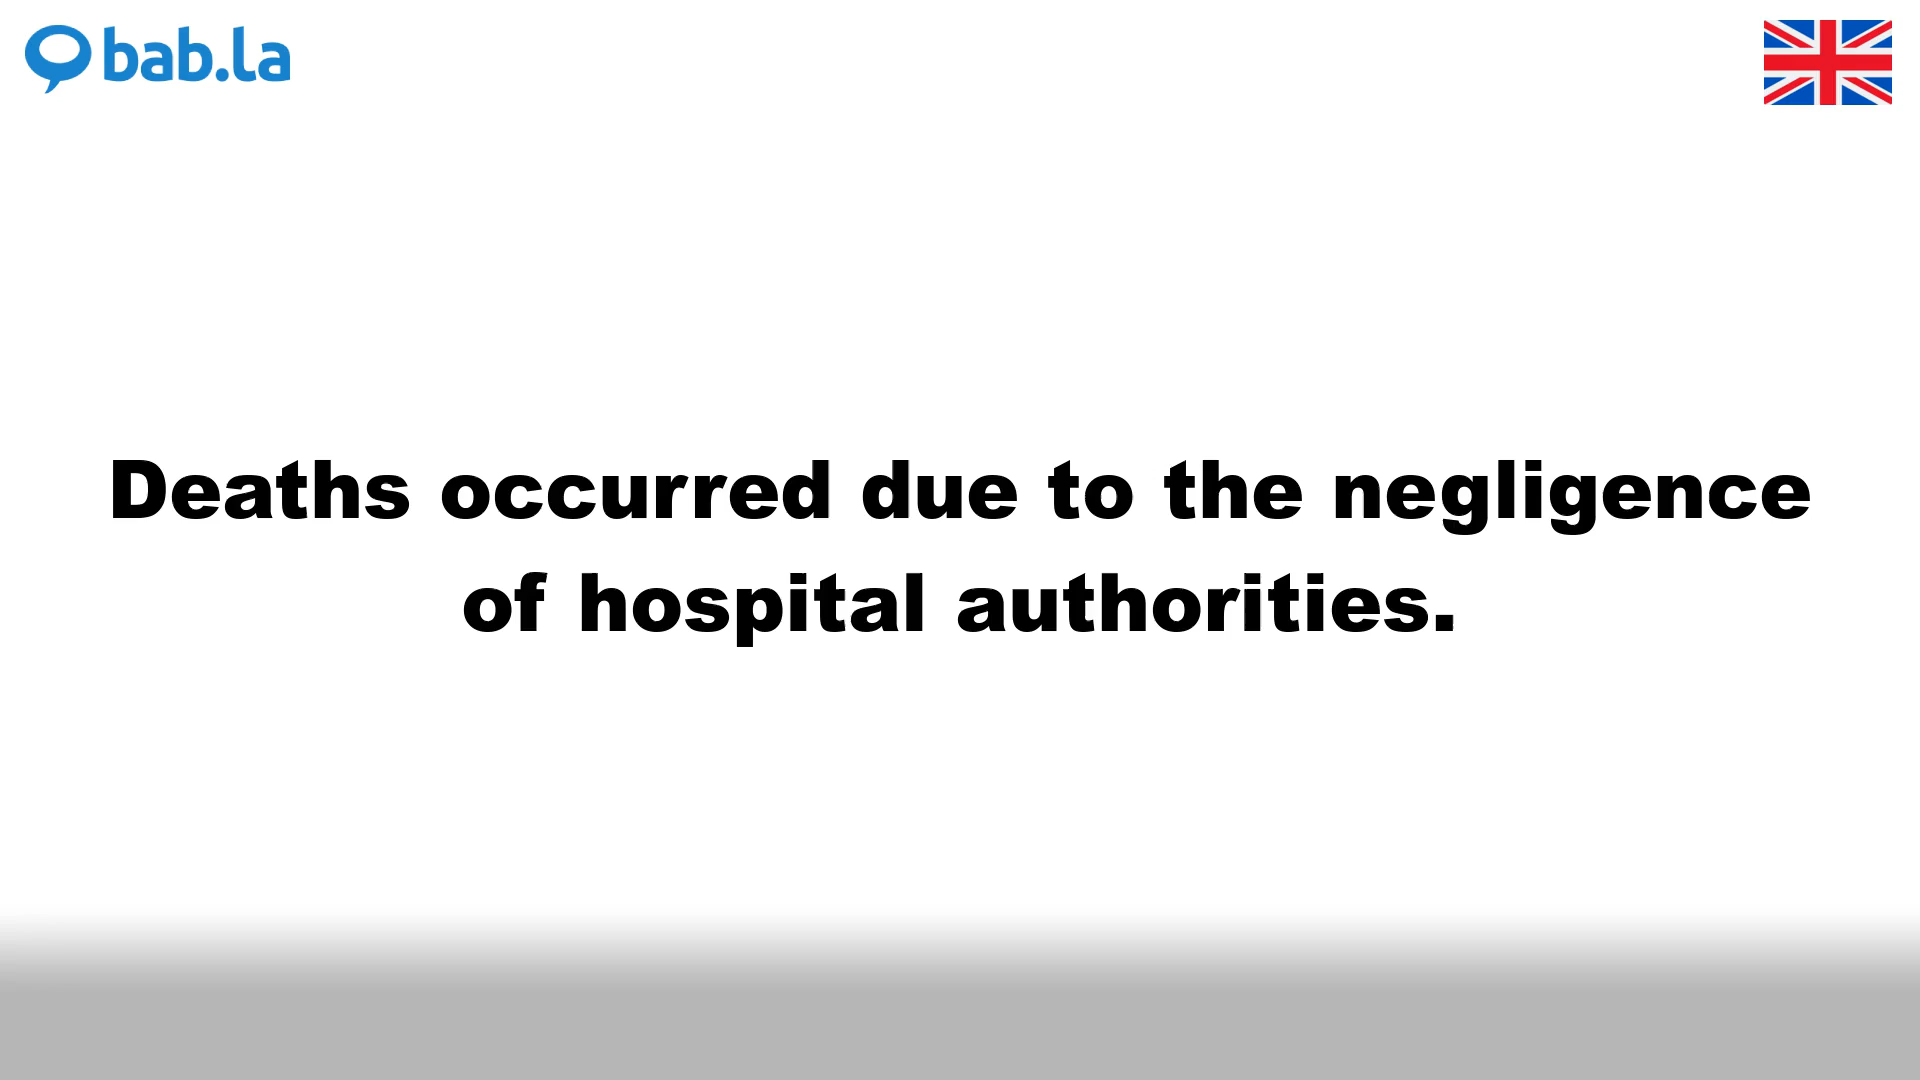 bab.la
Deaths occurred due to the negligence
of hospital authorities.